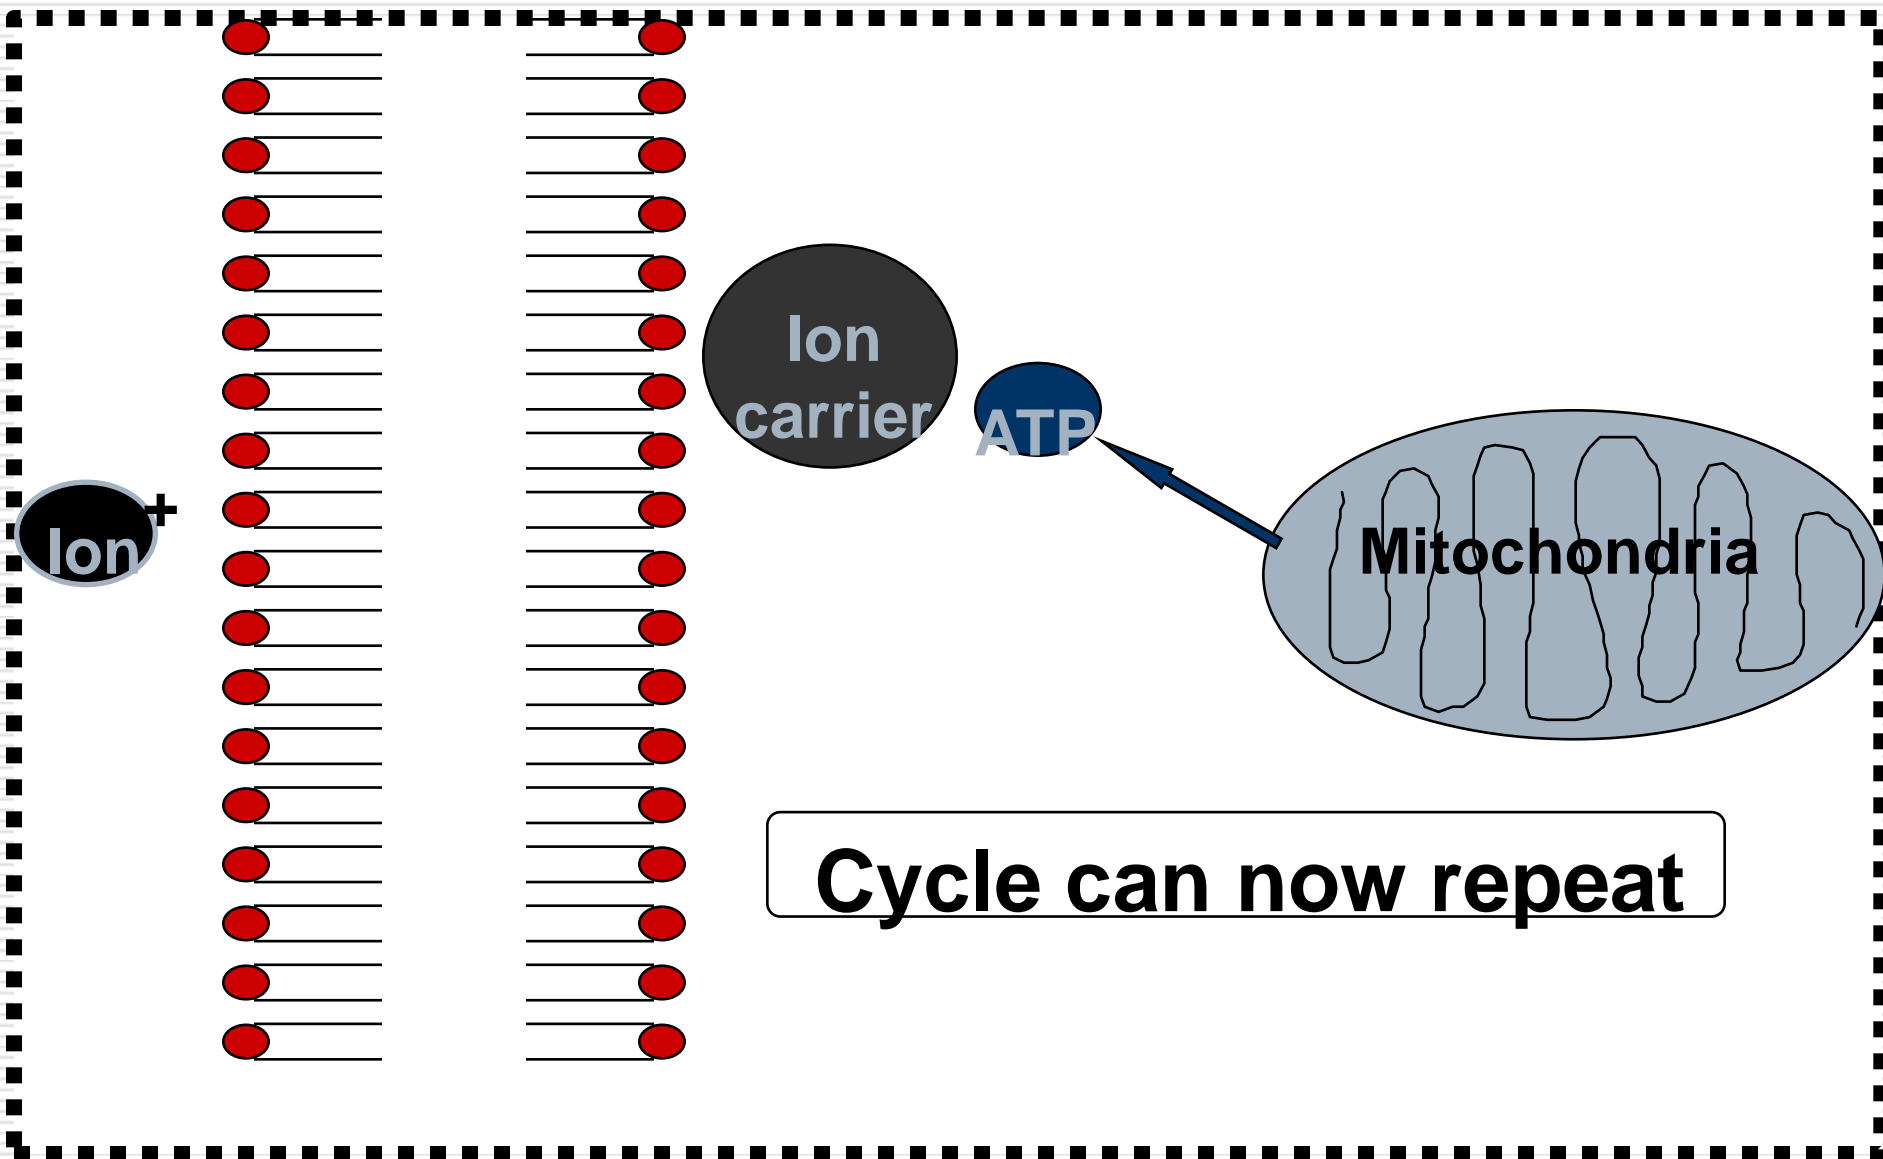 Ion
carrier
ATP
Ion
+
Mitochondria
Cycle can now repeat